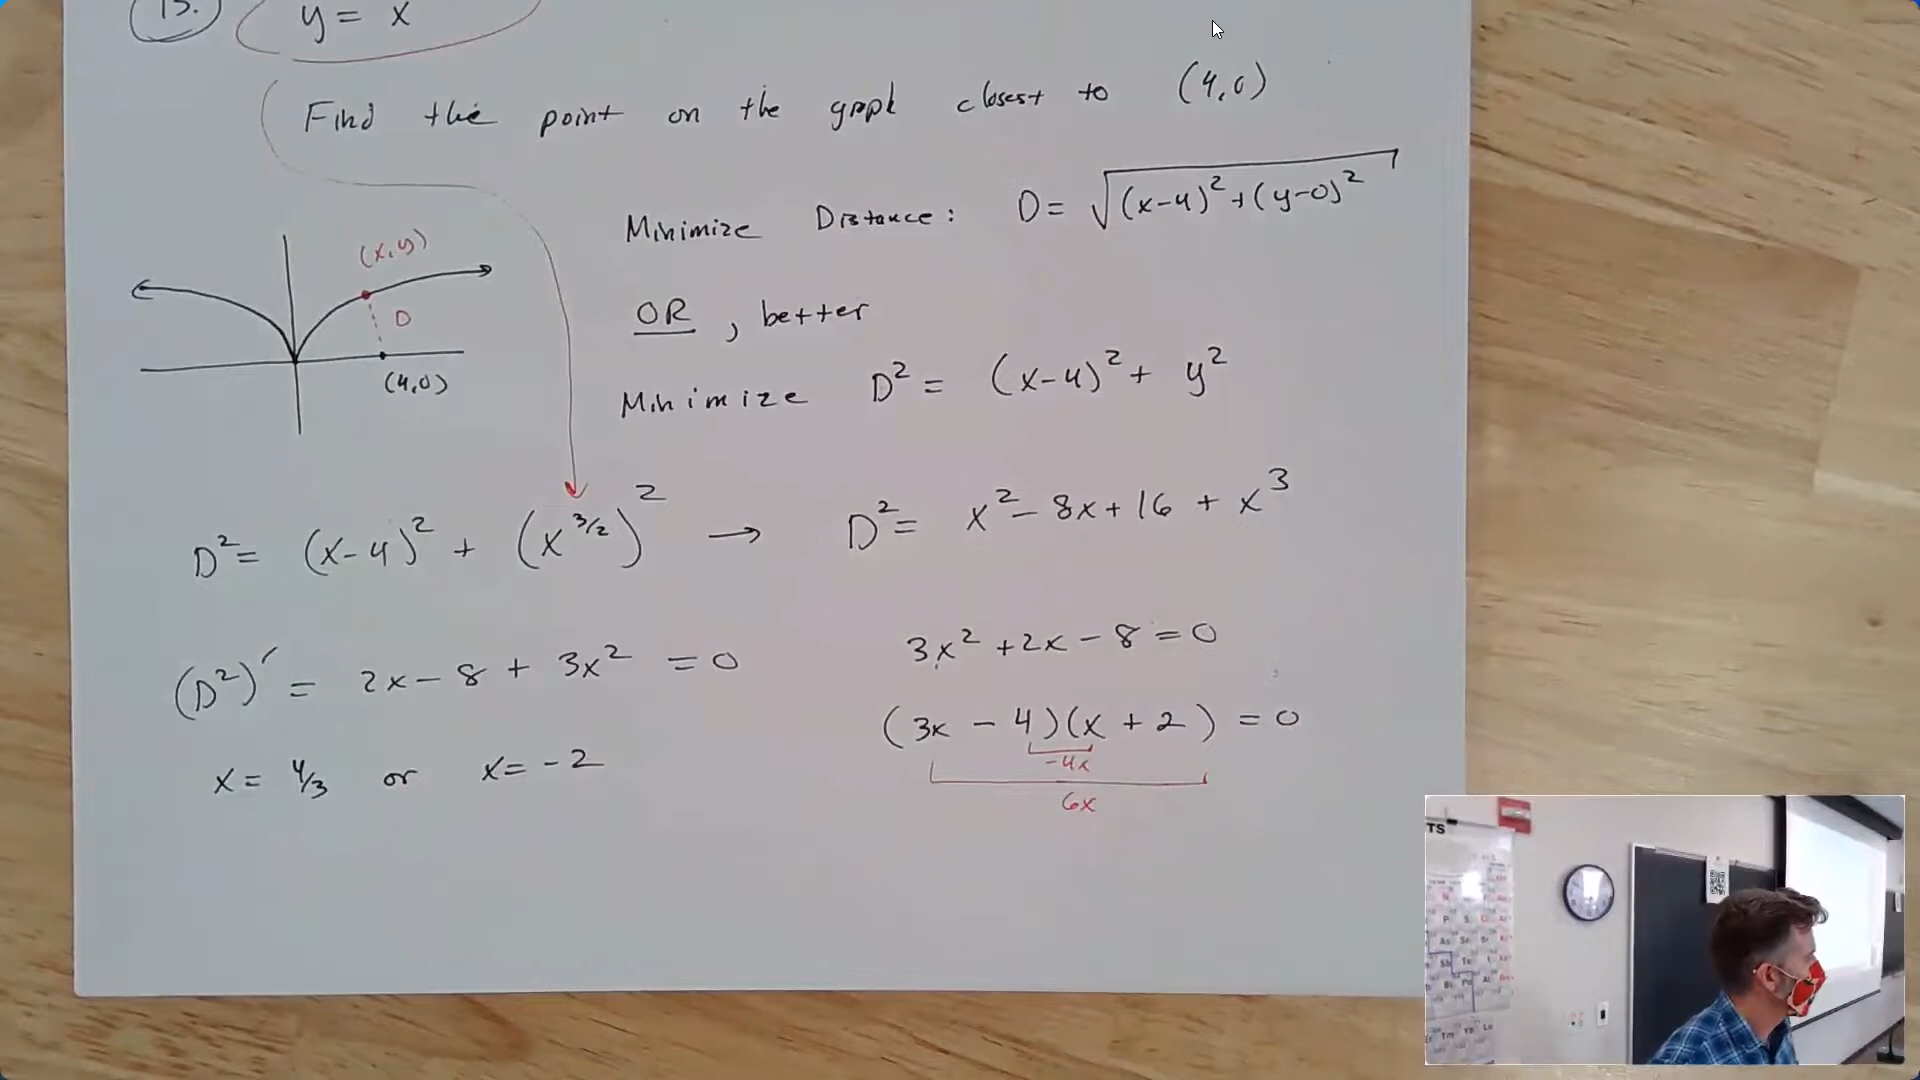 13.
y = x
Find the point on the graph closest to (4,0)
Minimize Distance: D = √(x-4)² + (y-0)²
(x,y)
D
(4,0)
OR, better
Minimize D² = (x-4)² + y²
D² = (x-4)² + (x^3/2)² → D² = x² - 8x + 16 + x³
(D²)' = 2x - 8 + 3x² = 0
3x² + 2x - 8 = 0
(3x - 4)(x + 2) = 0
-4x
6x
x = 4/3 or x = -2
TS